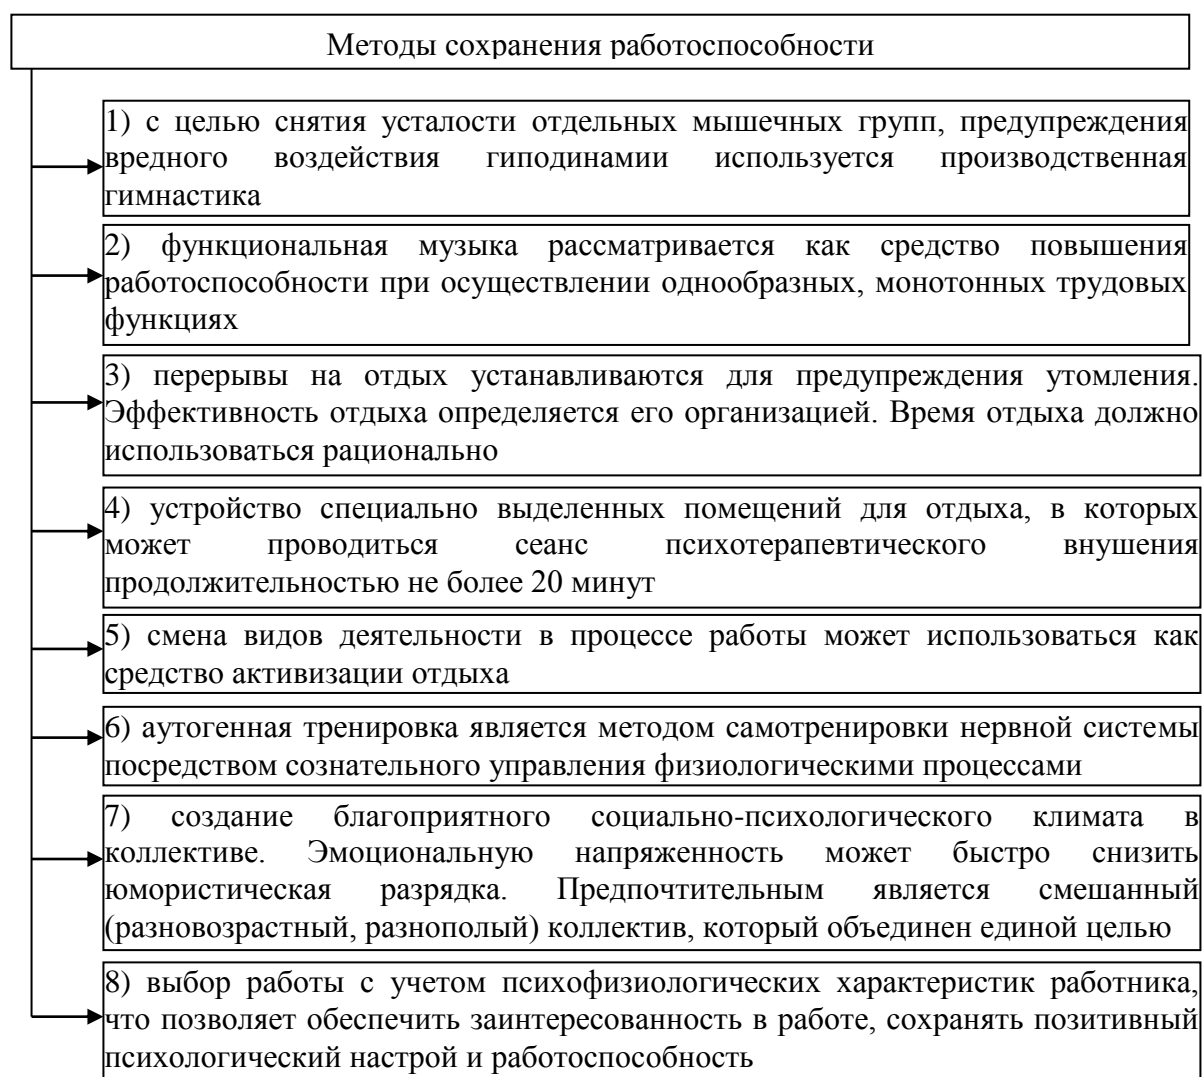 Методы сохранения работоспособности
1) с целью снятия усталости отдельных мышечных групп, предупреждения
вредного воздействия гиподинамии используется производственная
гимнастика
2) функциональная музыка рассматривается как средство повышения
работоспособности при осуществлении однообразных, монотонных трудовых
функциях
3) перерывы на отдых устанавливаются для предупреждения утомления.
Эффективность отдыха определяется его организацией. Время отдыха должно
использоваться рационально
4) устройство специально выделенных помещений для отдыха, в которых
может проводиться сеанс психотерапевтического внушения
продолжительностью не более 20 минут
5) смена видов деятельности в процессе работы может использоваться как
средство активизации отдыха
6) аутогенная тренировка является методом самотренировки нервной системы
посредством сознательного управления физиологическими процессами
7) создание благоприятного социально-психологического климата в
коллективе. Эмоциональную напряженность может быстро снизить
юмористическая разрядка. Предпочтительным является смешанный
(разновозрастный, разнополый) коллектив, который объединен единой целью
8) выбор работы с учетом психофизиологических характеристик работника,
что позволяет обеспечить заинтересованность в работе, сохранять позитивный
психологический настрой и работоспособность